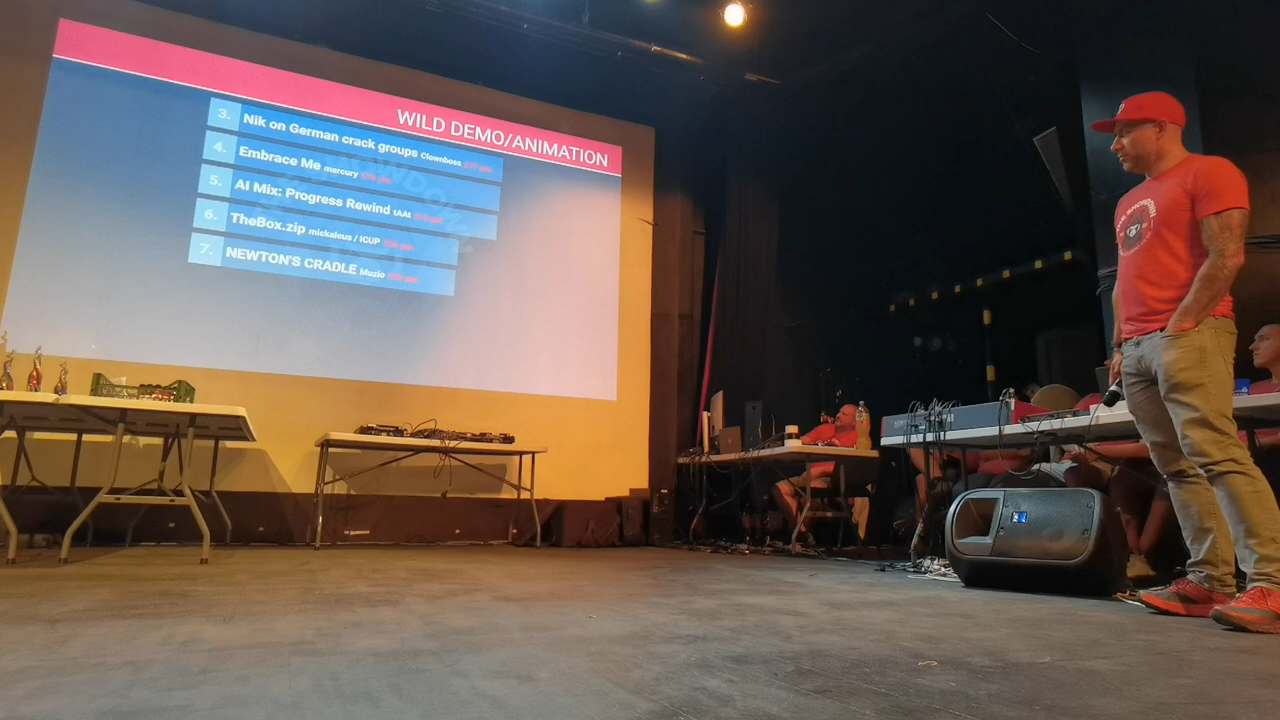 WILD DEMO/ANIMATION
3. Nik on German crack groups Clownboss
4. Embrace Me mercury
5. AI Mix: Progress Rewind tAAt
6. TheBox.zip mickaleus / ICUP
7. NEWTON'S CRADLE Muzio